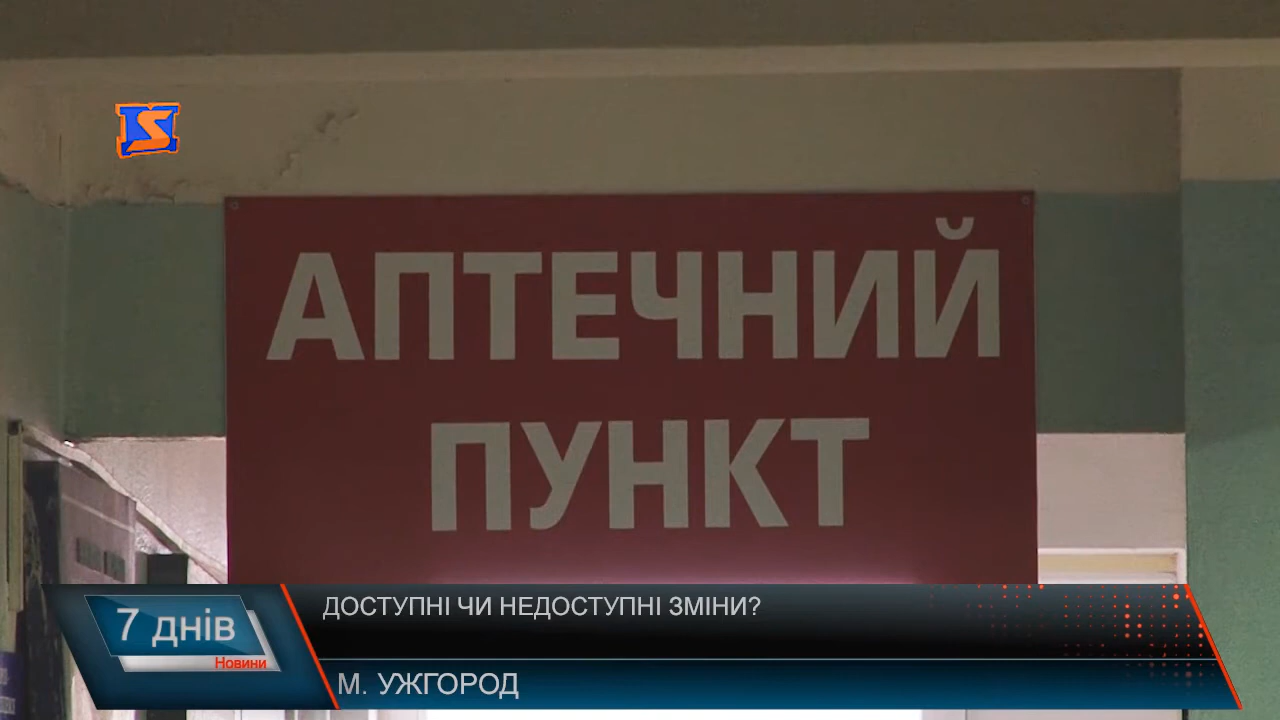 АПТЕЧНИЙ
ПУНКТ
ДОСТУПНІ ЧИ НЕДОСТУПНІ ЗМІНИ?
7 днів
Новини
М. УЖГОРОД